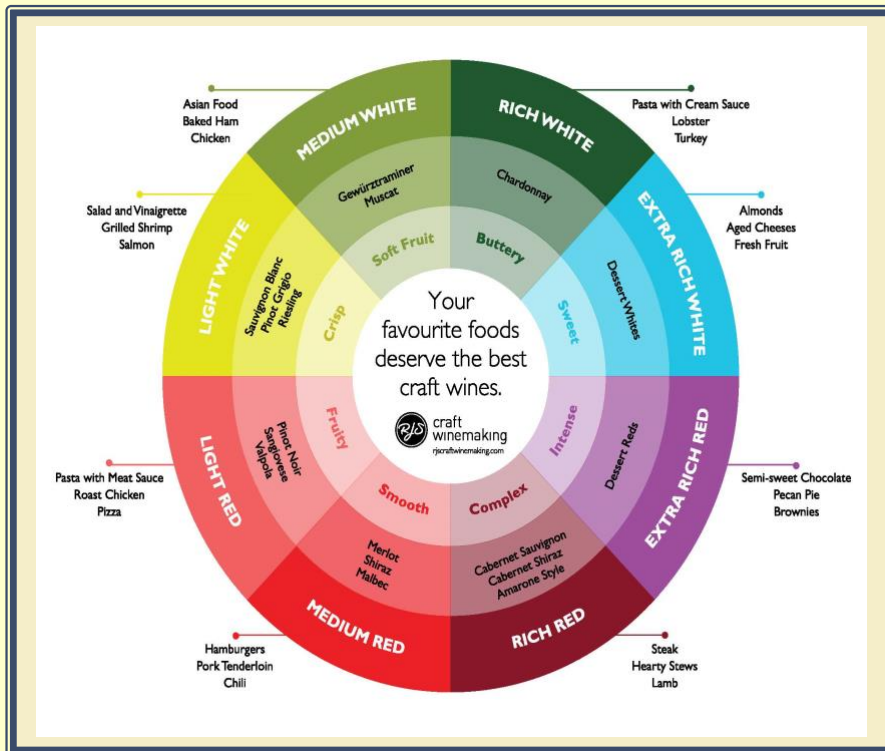 Asian Food
Baked Ham
Chicken
MEDIUM WHITE
Gewürztraminer
Muscat
Soft Fruit
RICH WHITE
Chardonnay
Buttery
Pasta with Cream Sauce
Lobster
Turkey
Salad and Vinaigrette
Grilled Shrimp
Salmon
LIGHT WHITE
Sauvignon Blanc
Pinot Grigio
Riesling
Crisp
EXTRA RICH WHITE
Dessert Whites
Sweet
Almonds
Aged Cheeses
Fresh Fruit
Your
favourite foods
deserve the best
craft wines.
RJS craft
winemaking
rjscraftwinemaking.com
Pasta with Meat Sauce
Roast Chicken
Pizza
LIGHT RED
Pinot Noir
Sangiovese
Valpola
Fruity
EXTRA RICH RED
Dessert Reds
Intense
Semi-sweet Chocolate
Pecan Pie
Brownies
Smooth
Merlot
Shiraz
Malbec
MEDIUM RED
Hamburgers
Pork Tenderloin
Chili
Complex
Cabernet Sauvignon
Cabernet Shiraz
Amarone Style
RICH RED
Steak
Hearty Stews
Lamb